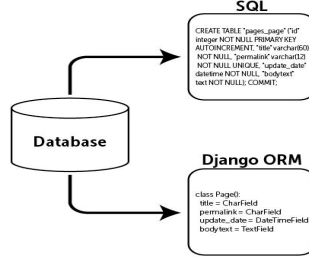 SQL
CREATE TABLE "pages_page" ("id"
integer NOT NULL PRIMARY KEY
AUTOINCREMENT, "title" varchar(60)
NOT NULL, "permalink" varchar(12)
NOT NULL UNIQUE, "update_date"
datetime NOT NULL, "bodytext"
text NOT NULL); COMMIT;
Database
Django ORM
class Page():
title = CharField
permalink = CharField
update_date = DateTimeField
bodytext = TextField